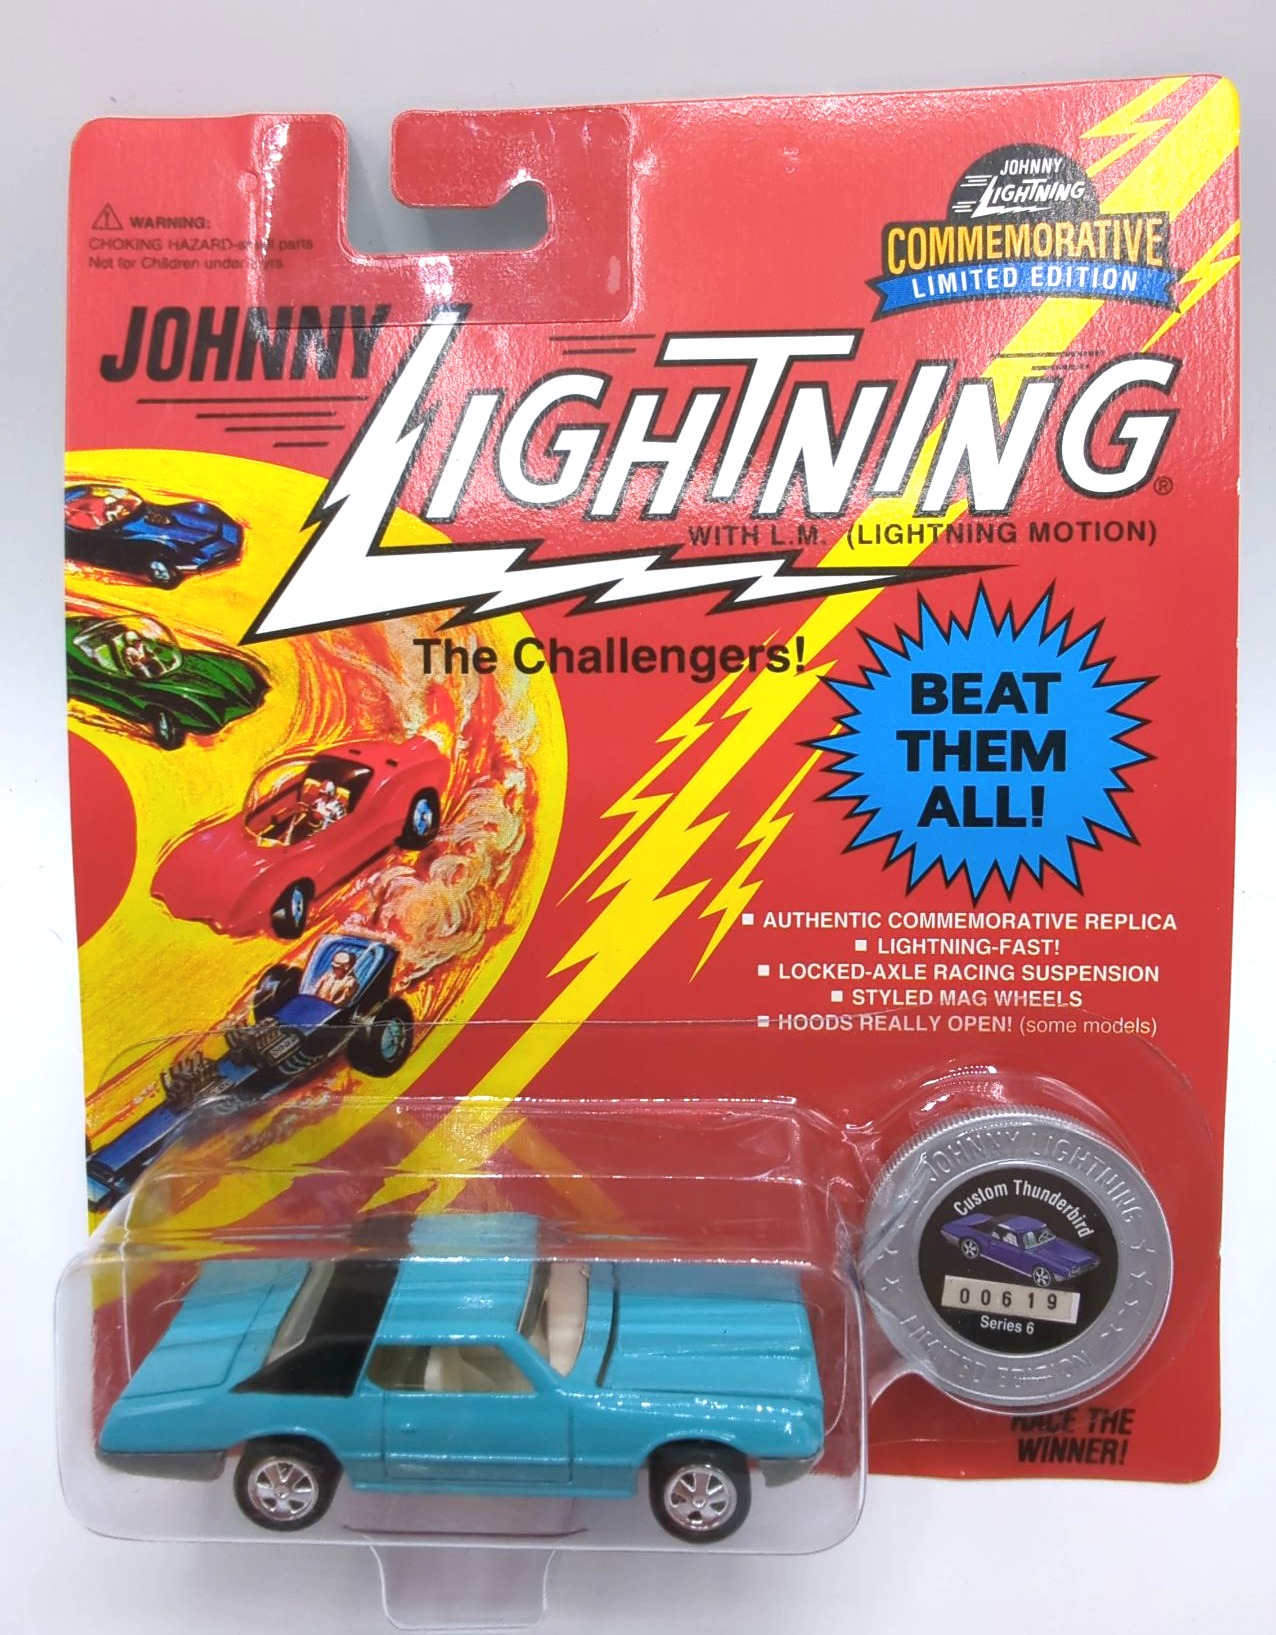 WARNING:
CHOKING HAZARD- parts
Not for Children under
JOHNNY
LIGHTNING
COMMEMORATIVE
LIMITED EDITION
JOHNNY
LIGHTNING®
WITH L.M. (LIGHTNING MOTION)
The Challengers!
BEAT
THEM
ALL!
AUTHENTIC COMMEMORATIVE REPLICA
LIGHTNING-FAST!
LOCKED-AXLE RACING SUSPENSION
STYLED MAG WHEELS
HOODS REALLY OPEN! (some models)
JOHNNY LIGHTNING
Custom Thunderbird
00619
Series 6
LIMITED EDITION
RACE THE
WINNER!